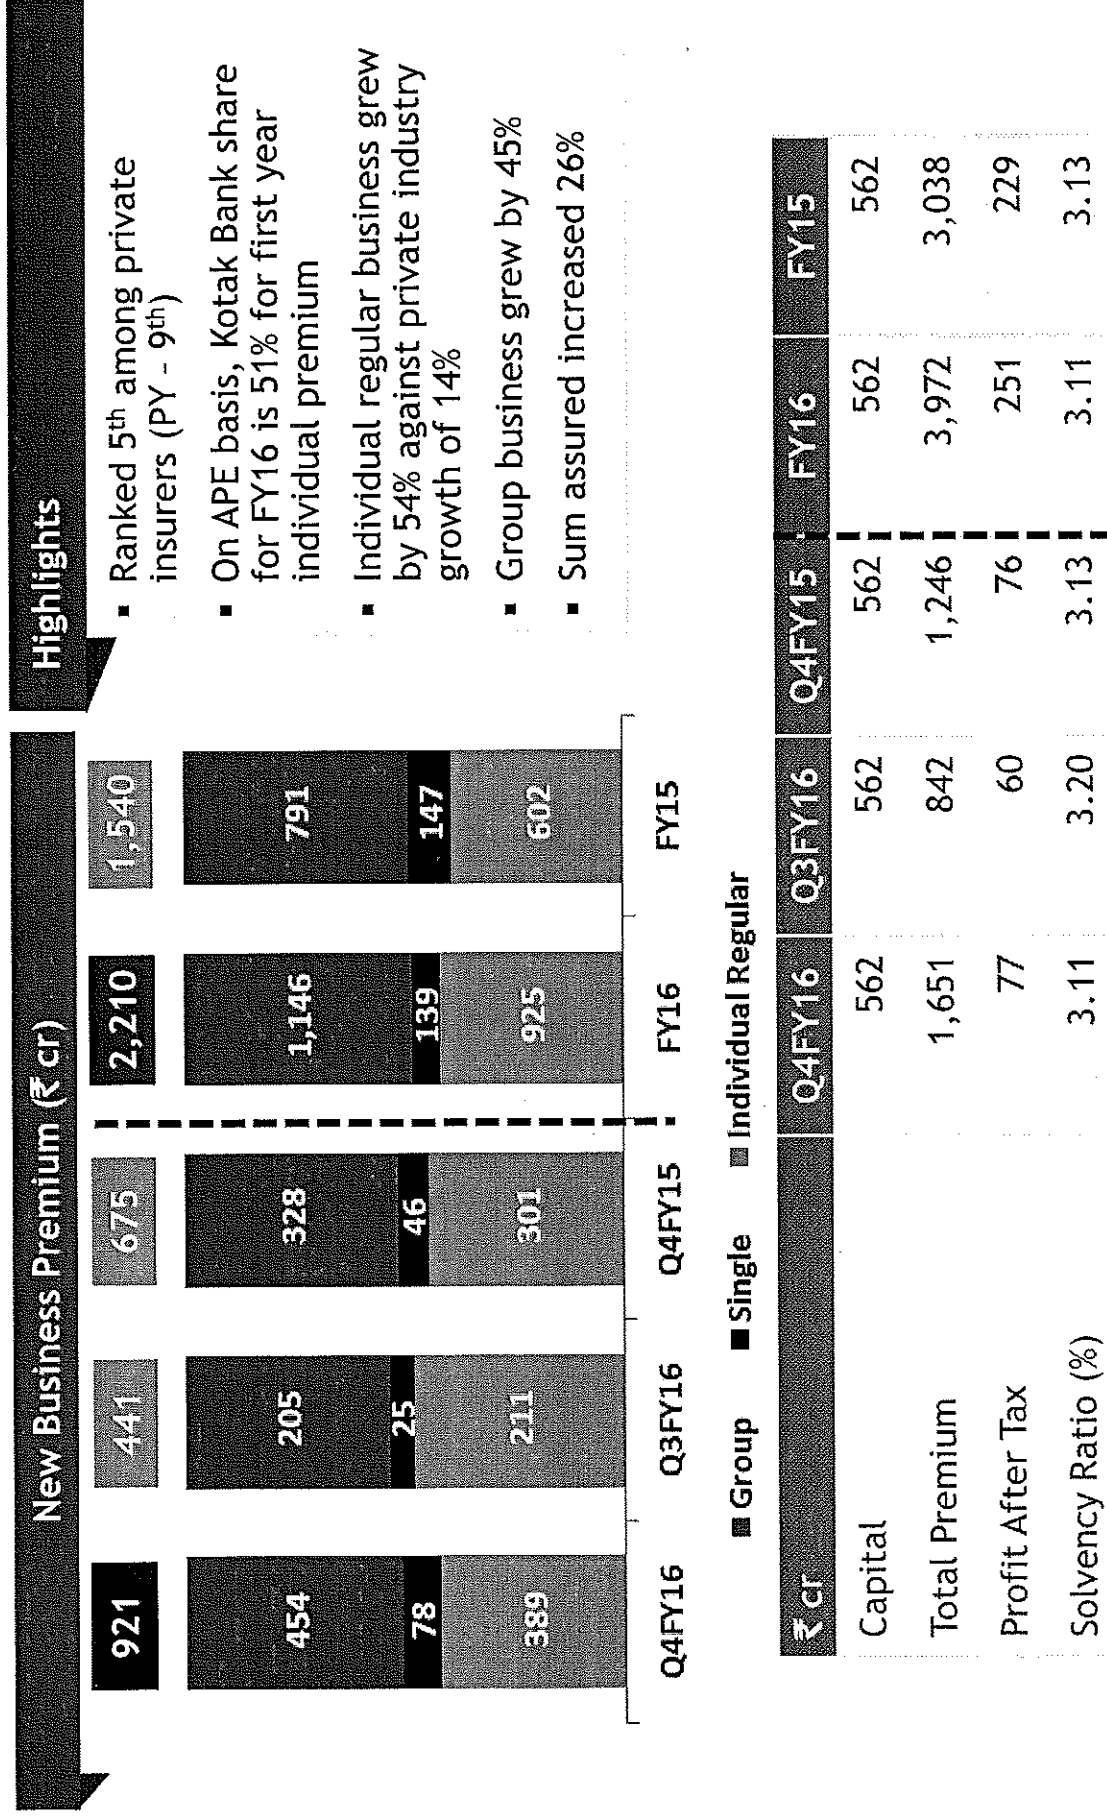 New Business Premium (₹ cr)
921 441 675 2,210 1,540
454 205 328 1,146 791
78 25 46 139 147
389 211 301 925 602
Q4FY16 Q3FY16 Q4FY15 FY16 FY15
■ Group ■ Single ■ Individual Regular
Highlights
▪ Ranked 5th among private
insurers (PY - 9th)
▪ On APE basis, Kotak Bank share
for FY16 is 51% for first year
individual premium
▪ Individual regular business grew
by 54% against private industry
growth of 14%
▪ Group business grew by 45%
▪ Sum assured increased 26%
₹ cr Q4FY16 Q3FY16 Q4FY15 FY16 FY15
Capital 562 562 562 562 562
Total Premium 1,651 842 1,246 3,972 3,038
Profit After Tax 77 60 76 251 229
Solvency Ratio (%) 3.11 3.20 3.13 3.11 3.13